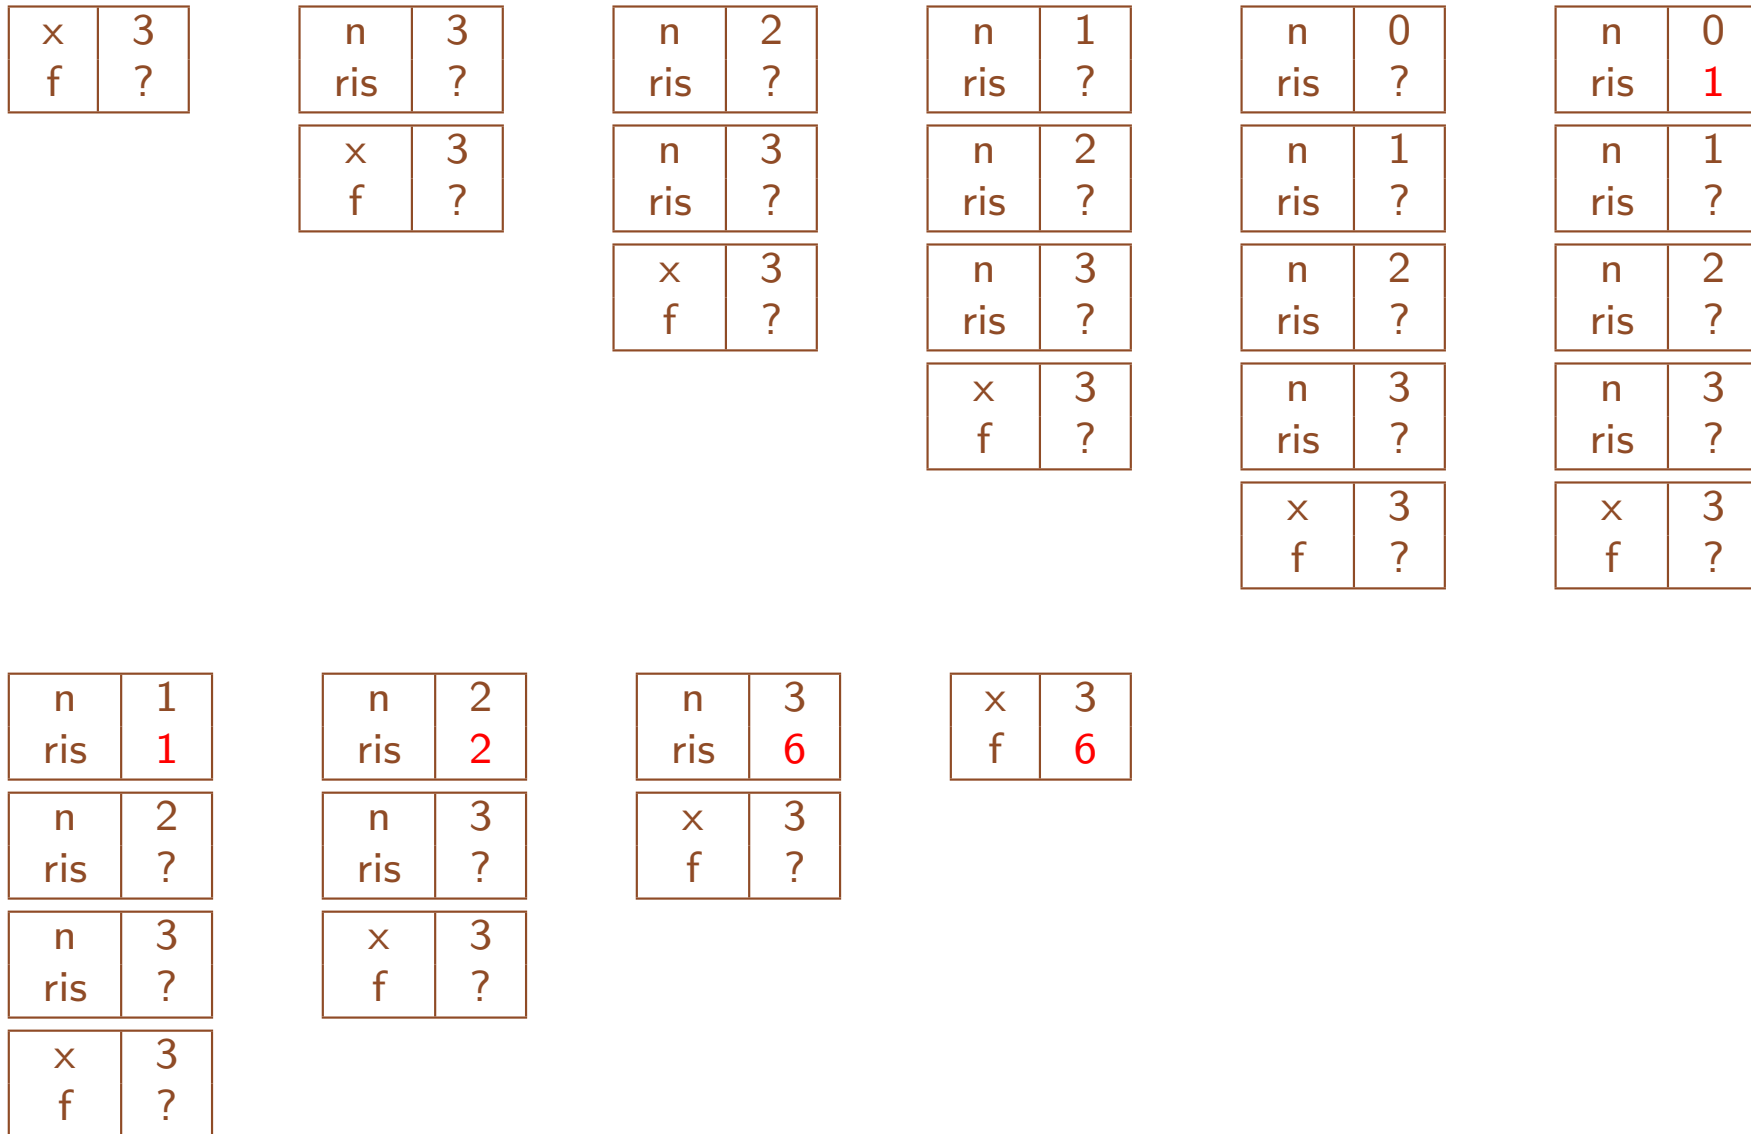 x 3 n 3 n 2 n 1 n 0 n 0
f ? ris ? ris ? ris ? ris ? ris 1
x 3 n 3 n 2 n 1 n 1
f ? ris ? ris ? ris ? ris ?
x 3 n 3 n 2 n 2
f ? ris ? ris ? ris ?
x 3 n 3 n 3
f ? ris ? ris ?
x 3 x 3
f ? f ?
n 1 n 2 n 3 x 3
ris 1 ris 2 ris 6 f 6
n 2 n 3 x 3
ris ? ris ? f ?
n 3 x 3
ris ? f ?
x 3
f ?